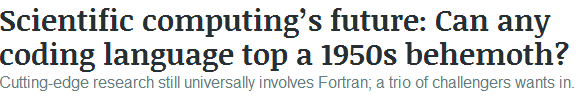 Scientific computing’s future: Can any
coding language top a 1950s behemoth?
Cutting-edge research still universally involves Fortran; a trio of challengers wants in.